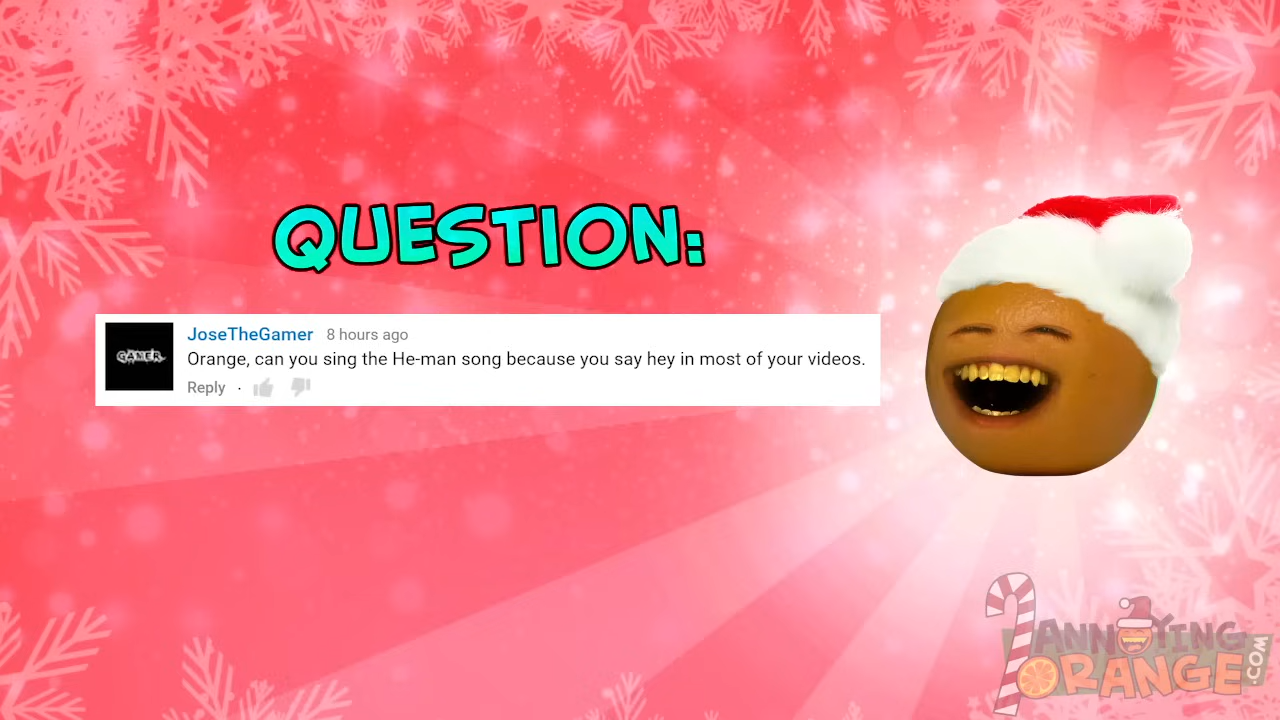 QUESTION:
GAMER
JoseTheGamer 8 hours ago
Orange, can you sing the He-man song because you say hey in most of your videos.
Reply ·
ANNOYING
ORANGE
.COM